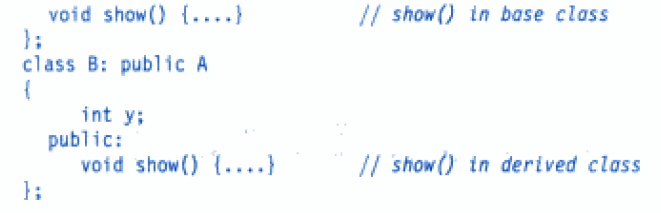 void show() {....} // show() in base class
};
class B: public A
{
int y;
public:
void show() {....} // show() in derived class
};